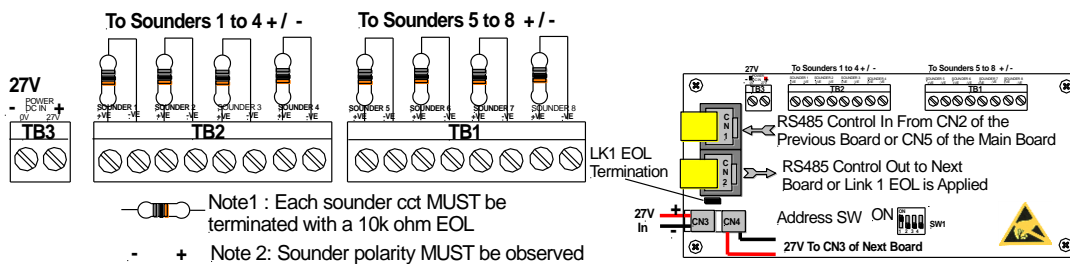 To Sounders 1 to 4 + / -
To Sounders 5 to 8 + / -
27V
- POWER DC IN +
0V 27V
SOUNDER 1 SOUNDER 2 SOUNDER 3 SOUNDER 4
+VE -VE +VE -VE +VE -VE +VE -VE
SOUNDER 5 SOUNDER 6 SOUNDER 7 SOUNDER 8
+VE -VE +VE -VE +VE -VE +VE -VE
TB3
TB2
TB1
Note1 : Each sounder cct MUST be
terminated with a 10k ohm EOL
- + Note 2: Sounder polarity MUST be observed
27V
To Sounders 1 to 4 + / -
To Sounders 5 to 8 + / -
TB3
TB2
TB1
CN1
RS485 Control In From CN2 of the
Previous Board or CN5 of the Main Board
LK1 EOL
Termination
CN2
RS485 Control Out to Next
Board or Link 1 EOL is Applied
27V +
In -
CN3
CN4
Address SW ON
ON
1 2 3 4
SW1
27V To CN3 of Next Board